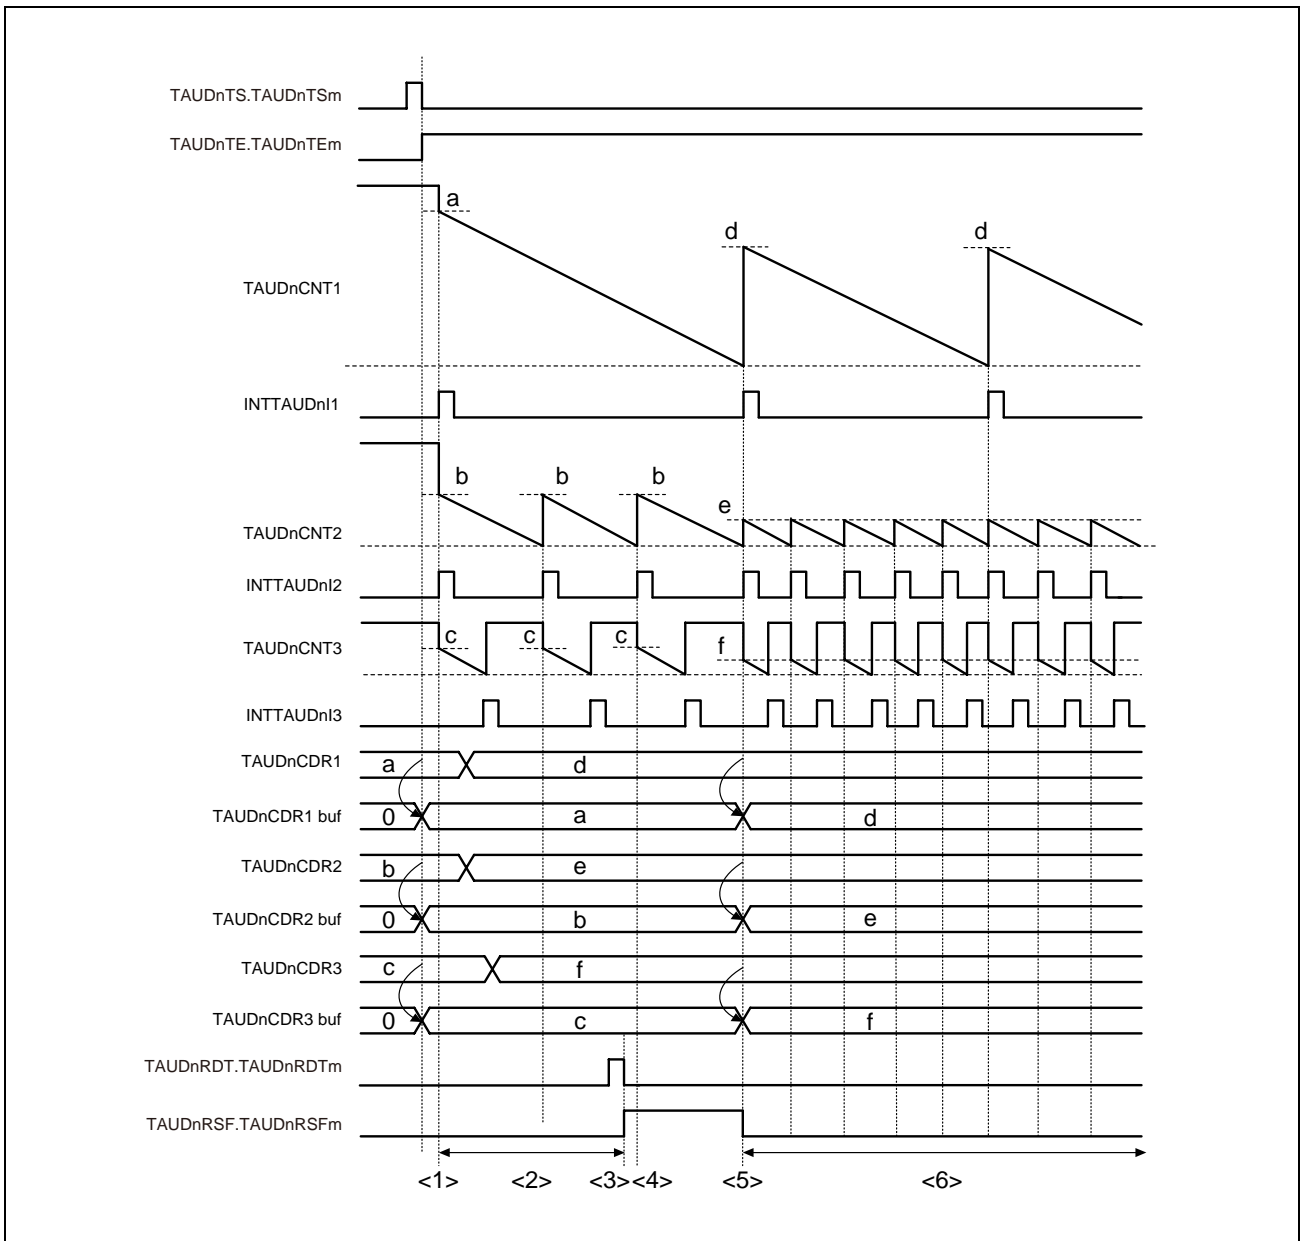 TAUDnTS.TAUDnTSm
TAUDnTE.TAUDnTEm
a
d
d
TAUDnCNT1
INTTAUDnI1
b
b
b
e
TAUDnCNT2
INTTAUDnI2
c
c
c
f
TAUDnCNT3
INTTAUDnI3
TAUDnCDR1
a
d
TAUDnCDR1 buf
0
a
d
TAUDnCDR2
b
e
TAUDnCDR2 buf
0
b
e
TAUDnCDR3
c
f
TAUDnCDR3 buf
0
c
f
TAUDnRDT.TAUDnRDTm
TAUDnRSF.TAUDnRSFm
<1> <2> <3> <4> <5> <6>